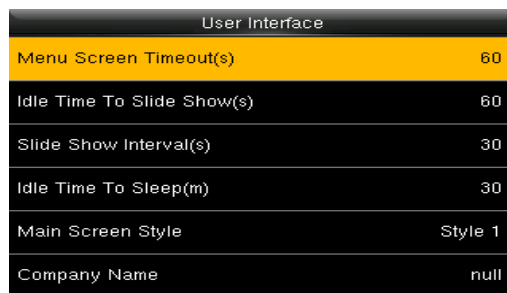 User Interface
Menu Screen Timeout(s) 60
Idle Time To Slide Show(s) 60
Slide Show Interval(s) 30
Idle Time To Sleep(m) 30
Main Screen Style Style 1
Company Name null